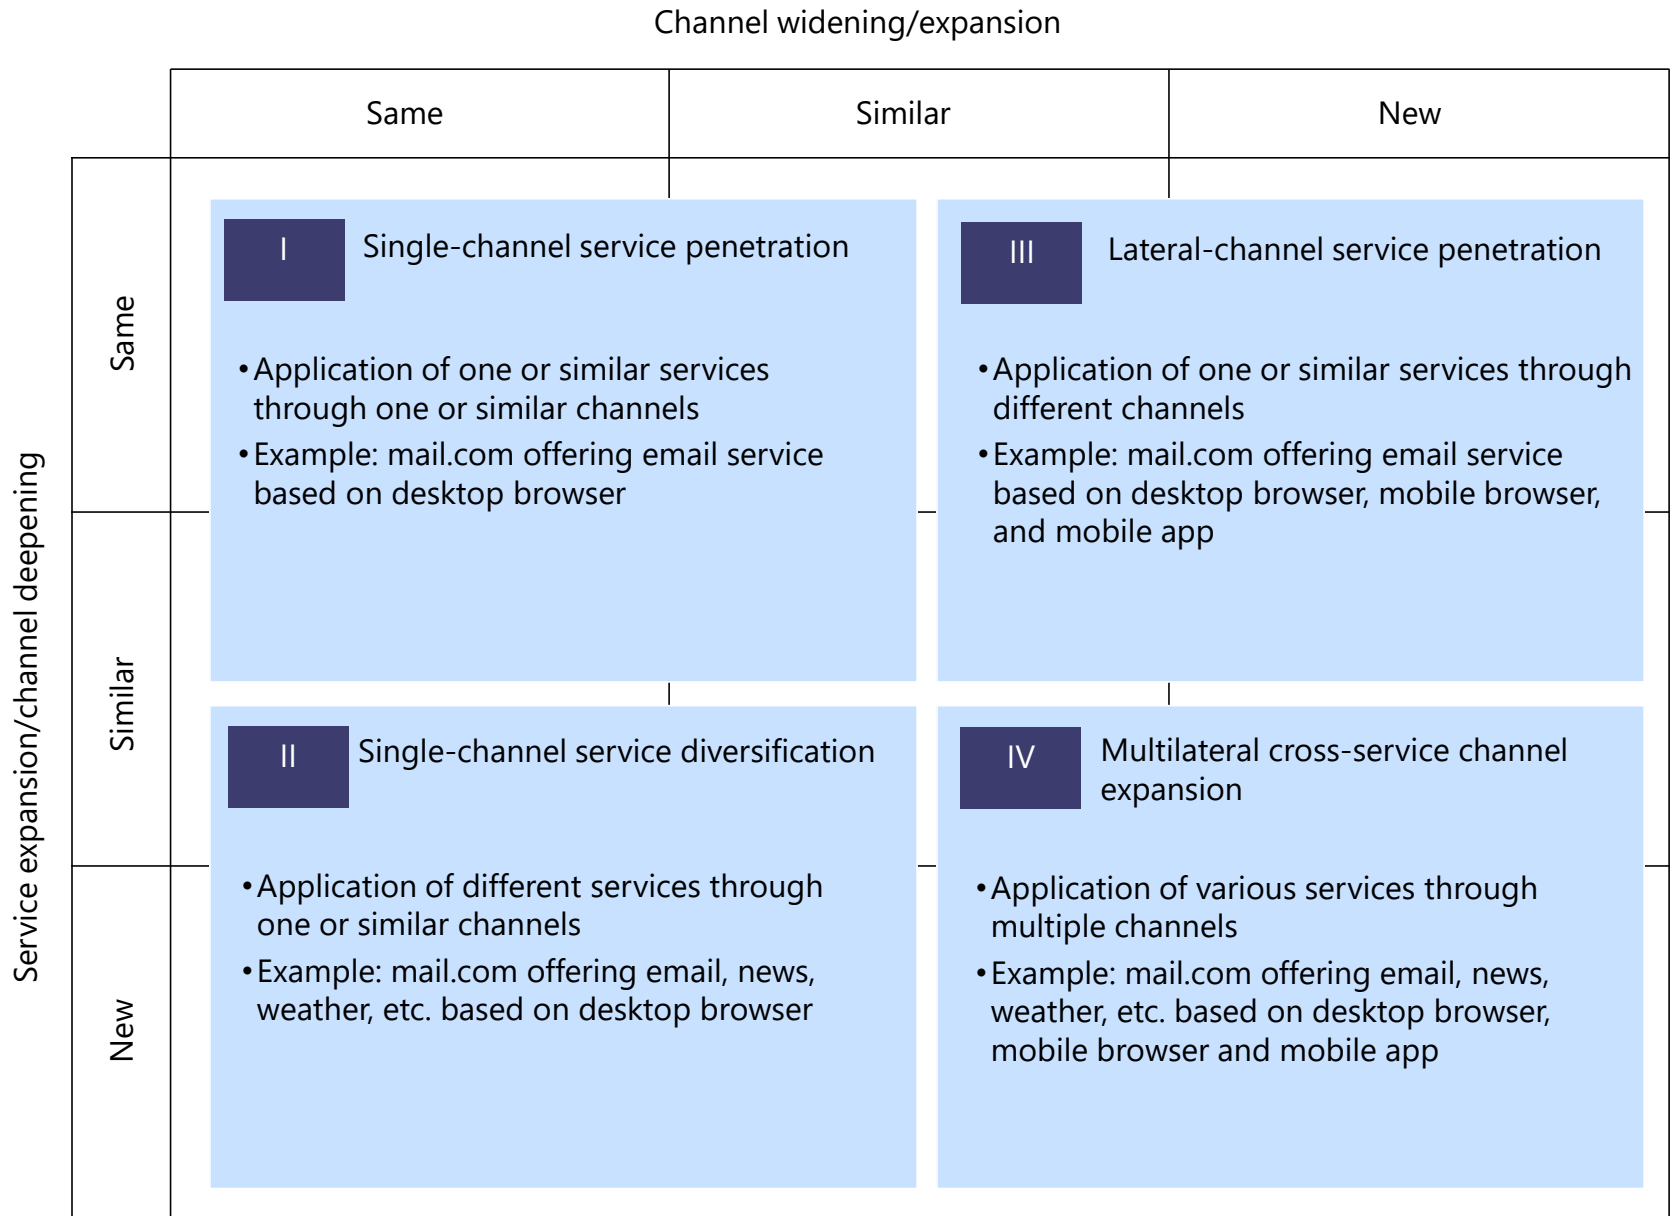 Channel widening/expansion
Same
Similar
New
Service expansion/channel deepening
Same
Similar
New
I
Single-channel service penetration
•Application of one or similar services
through one or similar channels
•Example: mail.com offering email service
based on desktop browser
III
Lateral-channel service penetration
•Application of one or similar services through
different channels
•Example: mail.com offering email service
based on desktop browser, mobile browser,
and mobile app
II
Single-channel service diversification
•Application of different services through
one or similar channels
•Example: mail.com offering email, news,
weather, etc. based on desktop browser
IV
Multilateral cross-service channel
expansion
•Application of various services through
multiple channels
•Example: mail.com offering email, news,
weather, etc. based on desktop browser,
mobile browser and mobile app